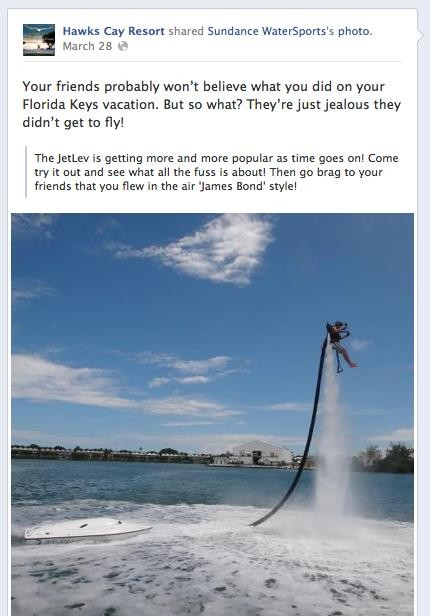 Hawks Cay Resort shared Sundance WaterSports's photo.
March 28
Your friends probably won't believe what you did on your
Florida Keys vacation. But so what? They're just jealous they
didn't get to fly!
The JetLev is getting more and more popular as time goes on! Come
try it out and see what all the fuss is about! Then go brag to your
friends that you flew in the air 'James Bond' style!